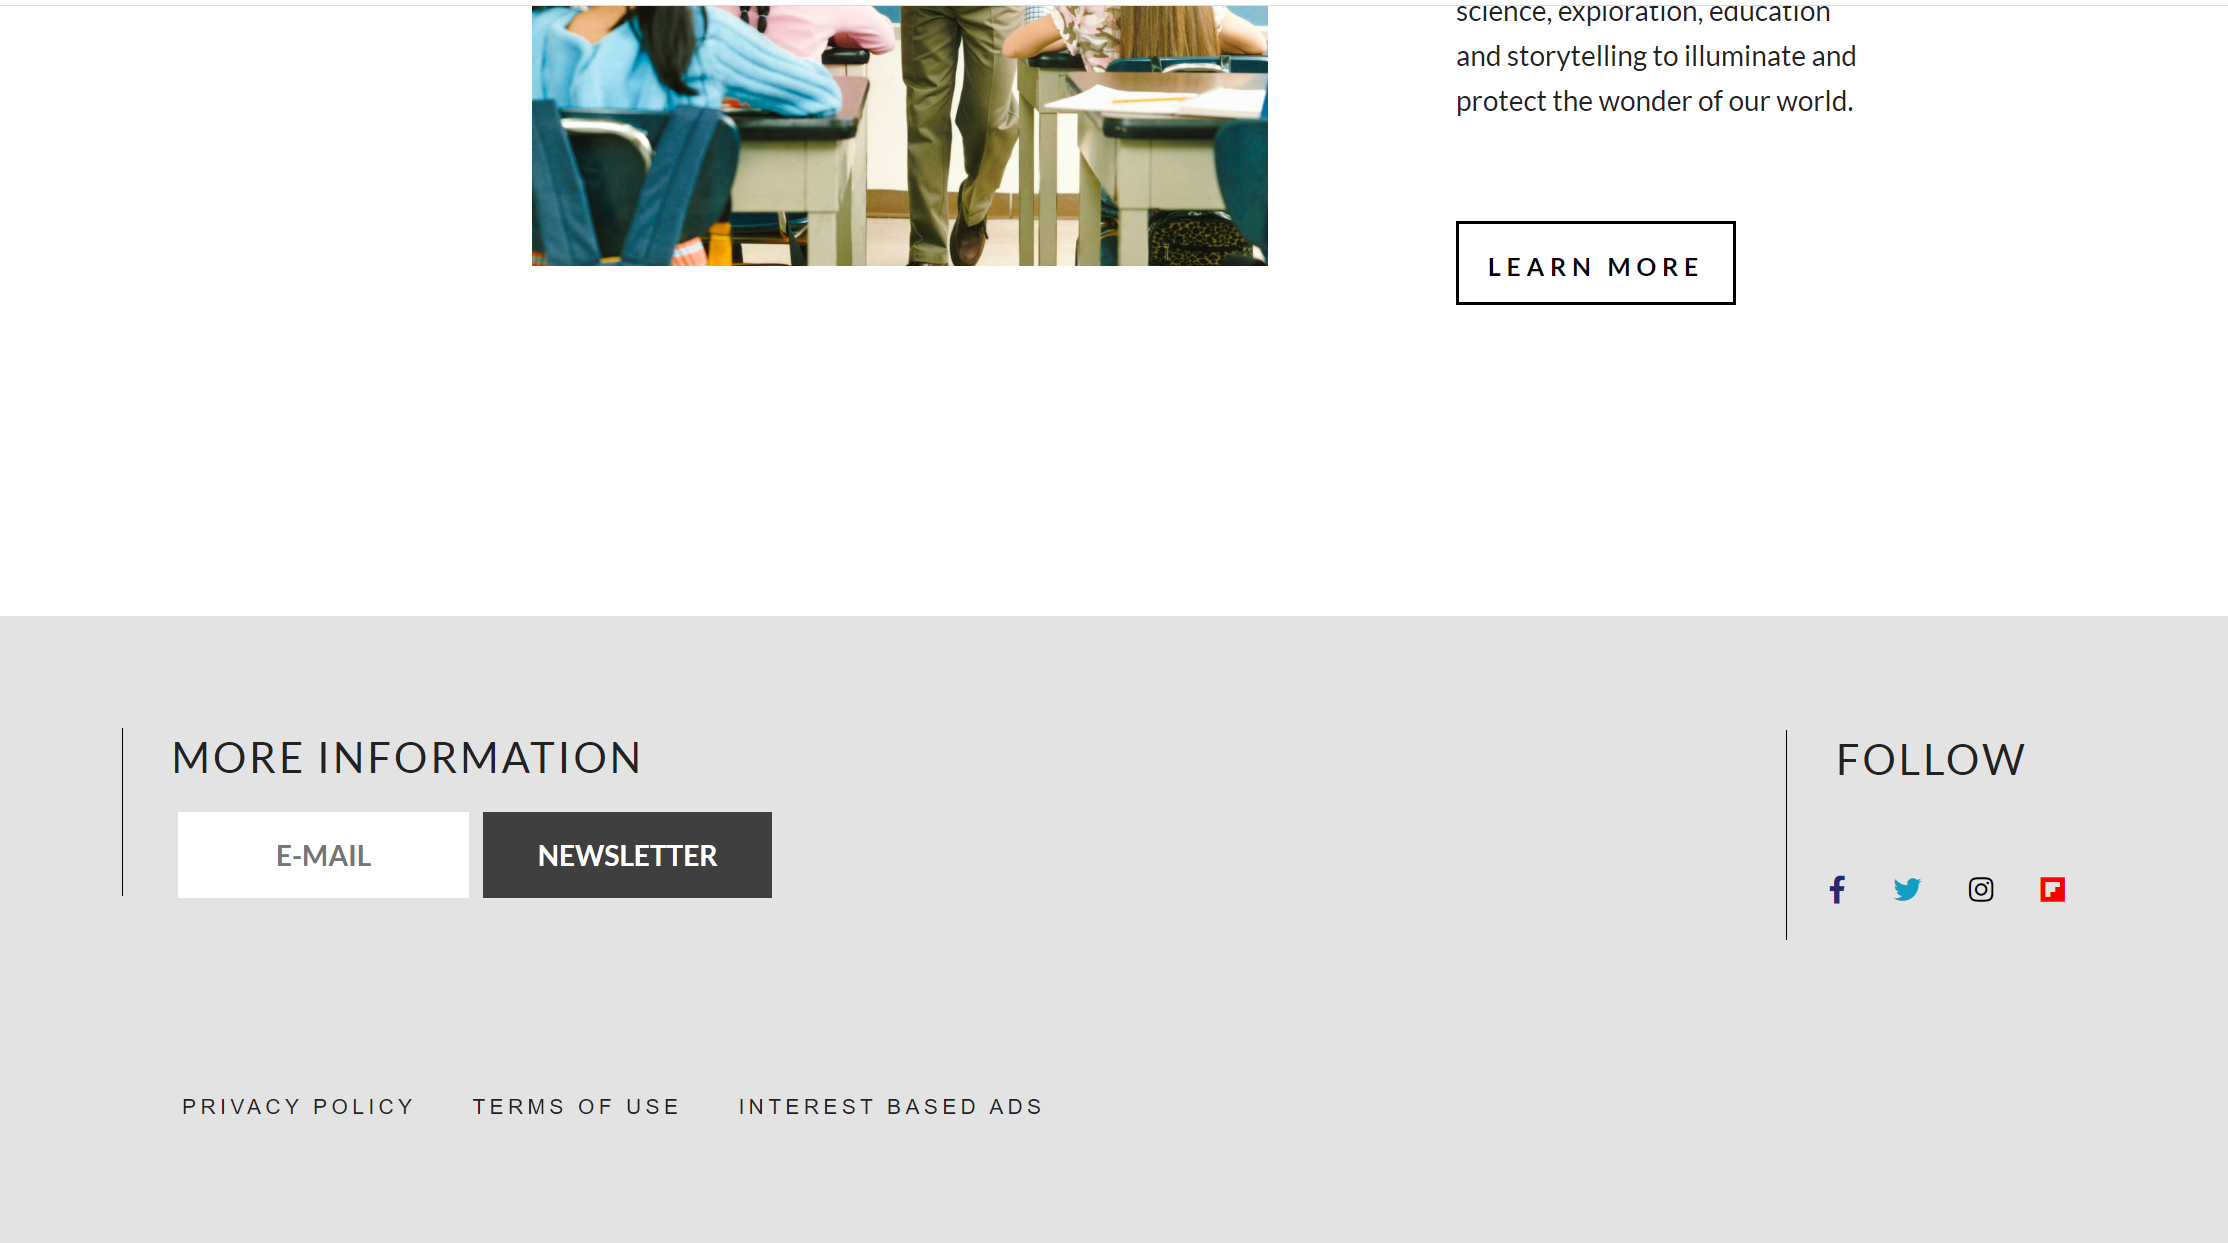 science, exploration, education
and storytelling to illuminate and
protect the wonder of our world.
LEARN MORE
MORE INFORMATION
E-MAIL
NEWSLETTER
FOLLOW
PRIVACY POLICY
TERMS OF USE
INTEREST BASED ADS